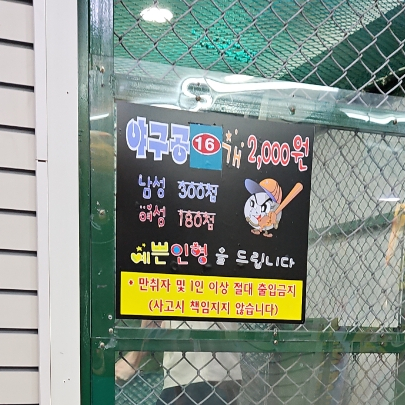 야구공 16개 2,000원
남성 300점
여성 180점
예쁜인형을 드립니다
• 만취자 및 1인 이상 절대 출입금지
(사고시 책임지지 않습니다)